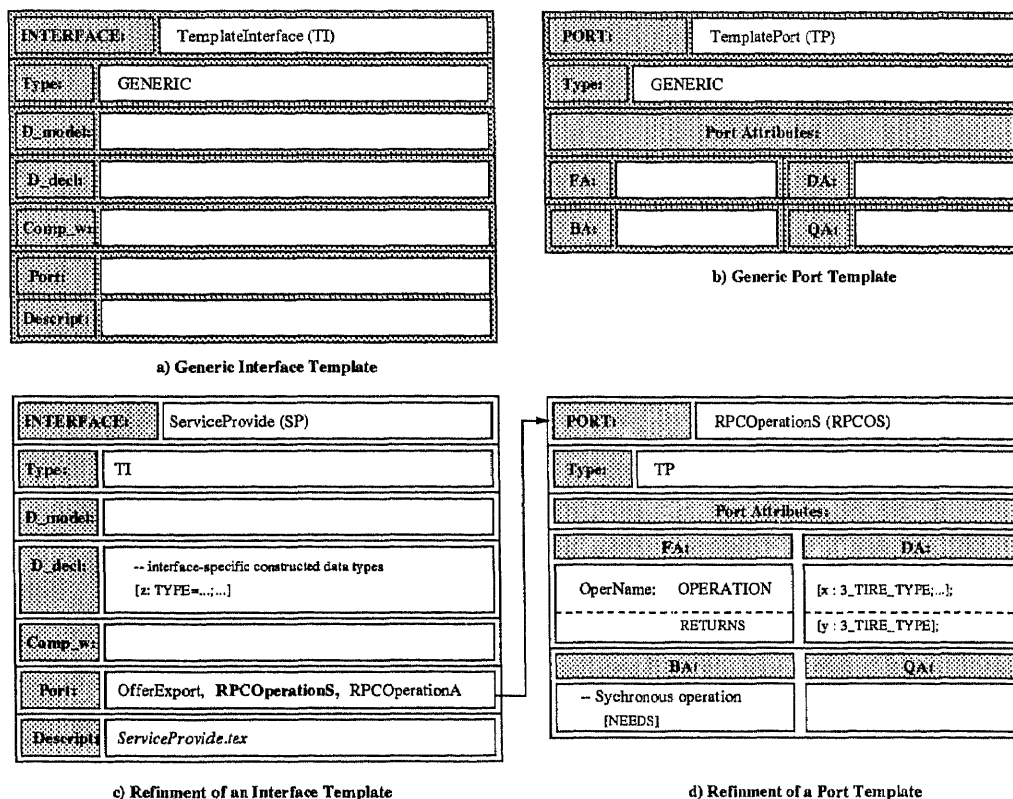 INTERFACE: TemplateInterface (TI)
Type: GENERIC
D_model:
D_decl:
Comp_w:
Port:
Descript:
a) Generic Interface Template
PORT: TemplatePort (TP)
Type: GENERIC
Port Attributes:
FA: DA:
BA: QA:
b) Generic Port Template
INTERFACE: ServiceProvide (SP)
Type: TI
D_model:
D_decl: -- interface-specific constructed data types
[z: TYPE=...;...]
Comp_w:
Port: OfferExport, RPCOperationS, RPCOperationA
Descript: ServiceProvide.tex
c) Refinment of an Interface Template
PORT: RPCOperationS (RPCOS)
Type: TP
Port Attributes:
FA: DA:
OperName: OPERATION [x : 3_TIRE_TYPE;...];
RETURNS [y : 3_TIRE_TYPE];
BA: QA:
-- Sychronous operation
[NEEDS]
d) Refinment of a Port Template